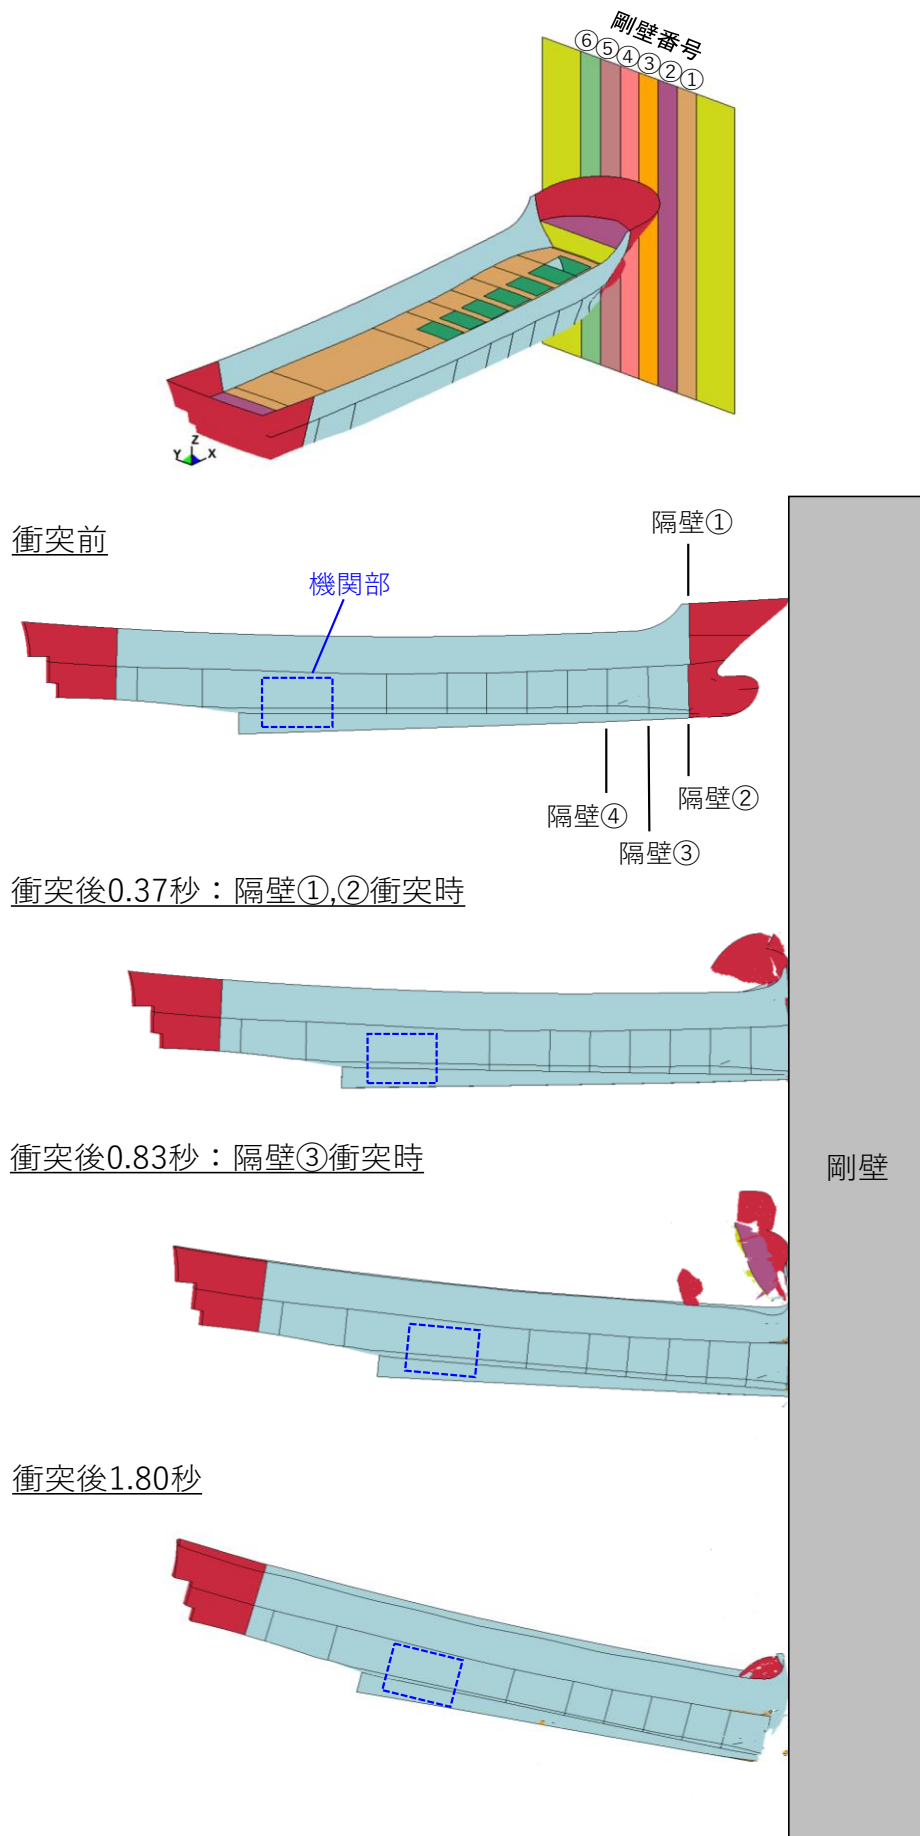 剛壁番号
⑥⑤④③②①
Z
Y X
衝突前
隔壁①
機関部
隔壁④
隔壁②
隔壁③
衝突後0.37秒：隔壁①,②衝突時
衝突後0.83秒：隔壁③衝突時
剛壁
衝突後1.80秒